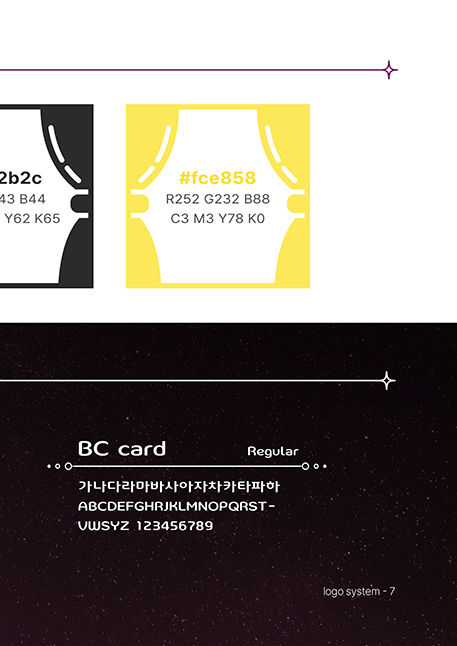 2b2c
43 B44
Y62 K65
#fce858
R252 G232 B88
C3 M3 Y78 K0
BC card
Regular
가나다라마바사아자차카타파하
ABCDEFGHRJKLMNOPQRST-
VWSYZ 123456789
logo system - 7